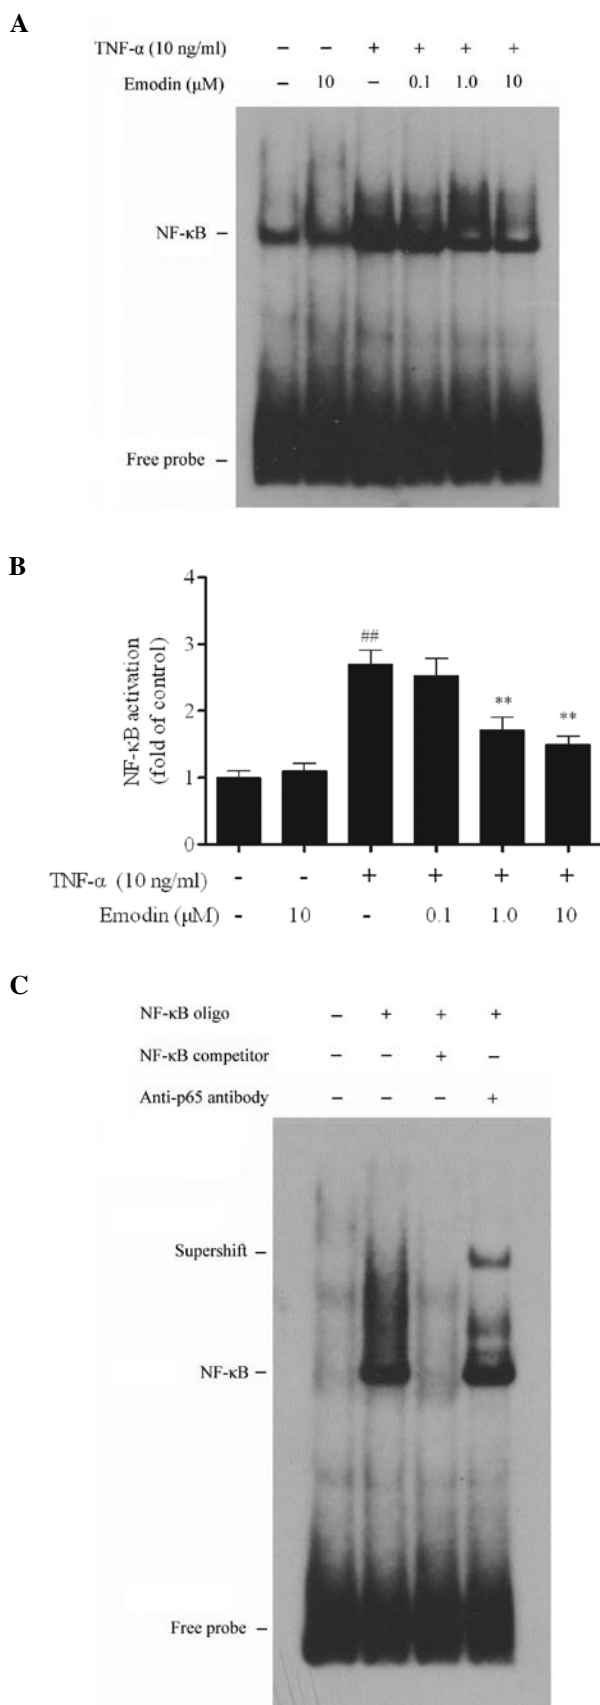 A
TNF-α (10 ng/ml) – – + + + +
Emodin (μM) – 10 – 0.1 1.0 10
NF-κB –
Free probe –
B
NF-κB activation
(fold of control)
4
3
2
1
0
##
**
**
TNF-α (10 ng/ml) - - + + + +
Emodin (μM) - 10 - 0.1 1.0 10
C
NF-κB oligo – + + +
NF-κB competitor – – + –
Anti-p65 antibody – – – +
Supershift –
NF-κB –
Free probe –